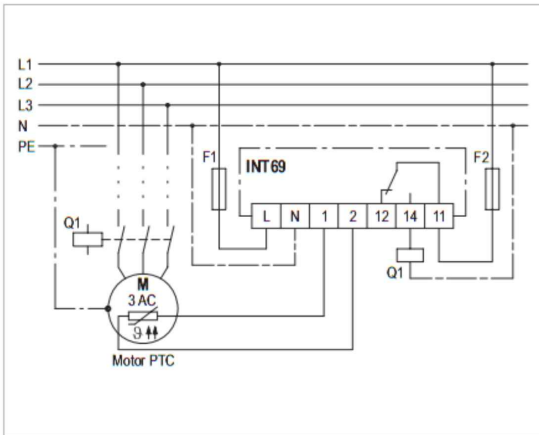 L1
L2
L3
N
PE
F1
INT69
F2
L N 1 2 12 14 11
Q1
Q1
M
3 AC
ϑ
Motor PTC